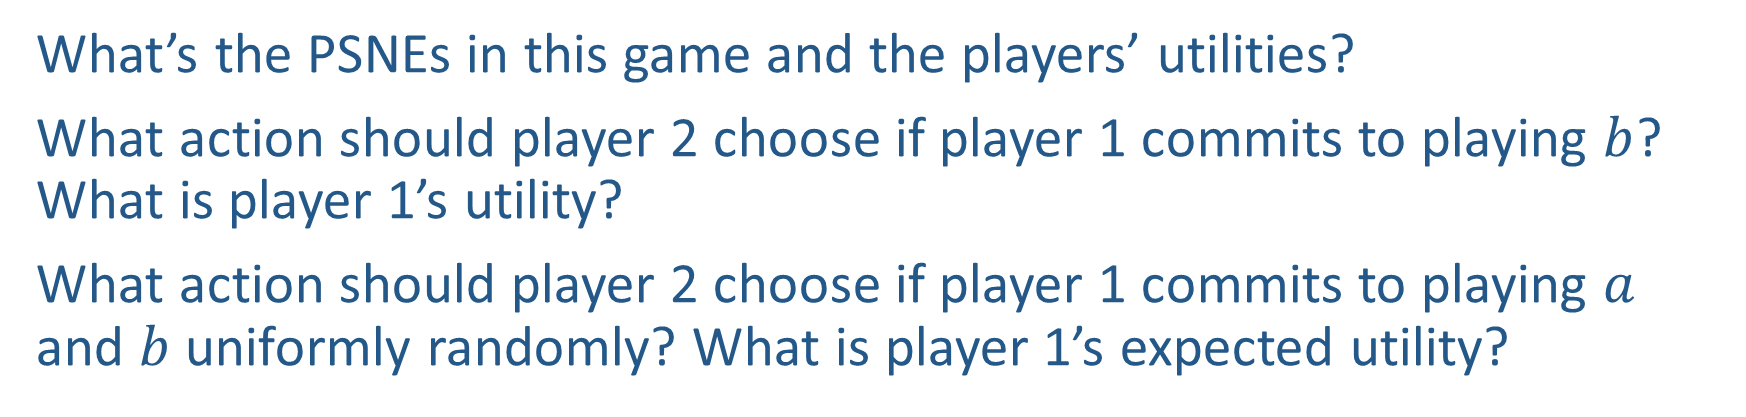 What’s the PSNEs in this game and the players’ utilities?
What action should player 2 choose if player 1 commits to playing b?
What is player 1’s utility?
What action should player 2 choose if player 1 commits to playing a
and b uniformly randomly? What is player 1’s expected utility?